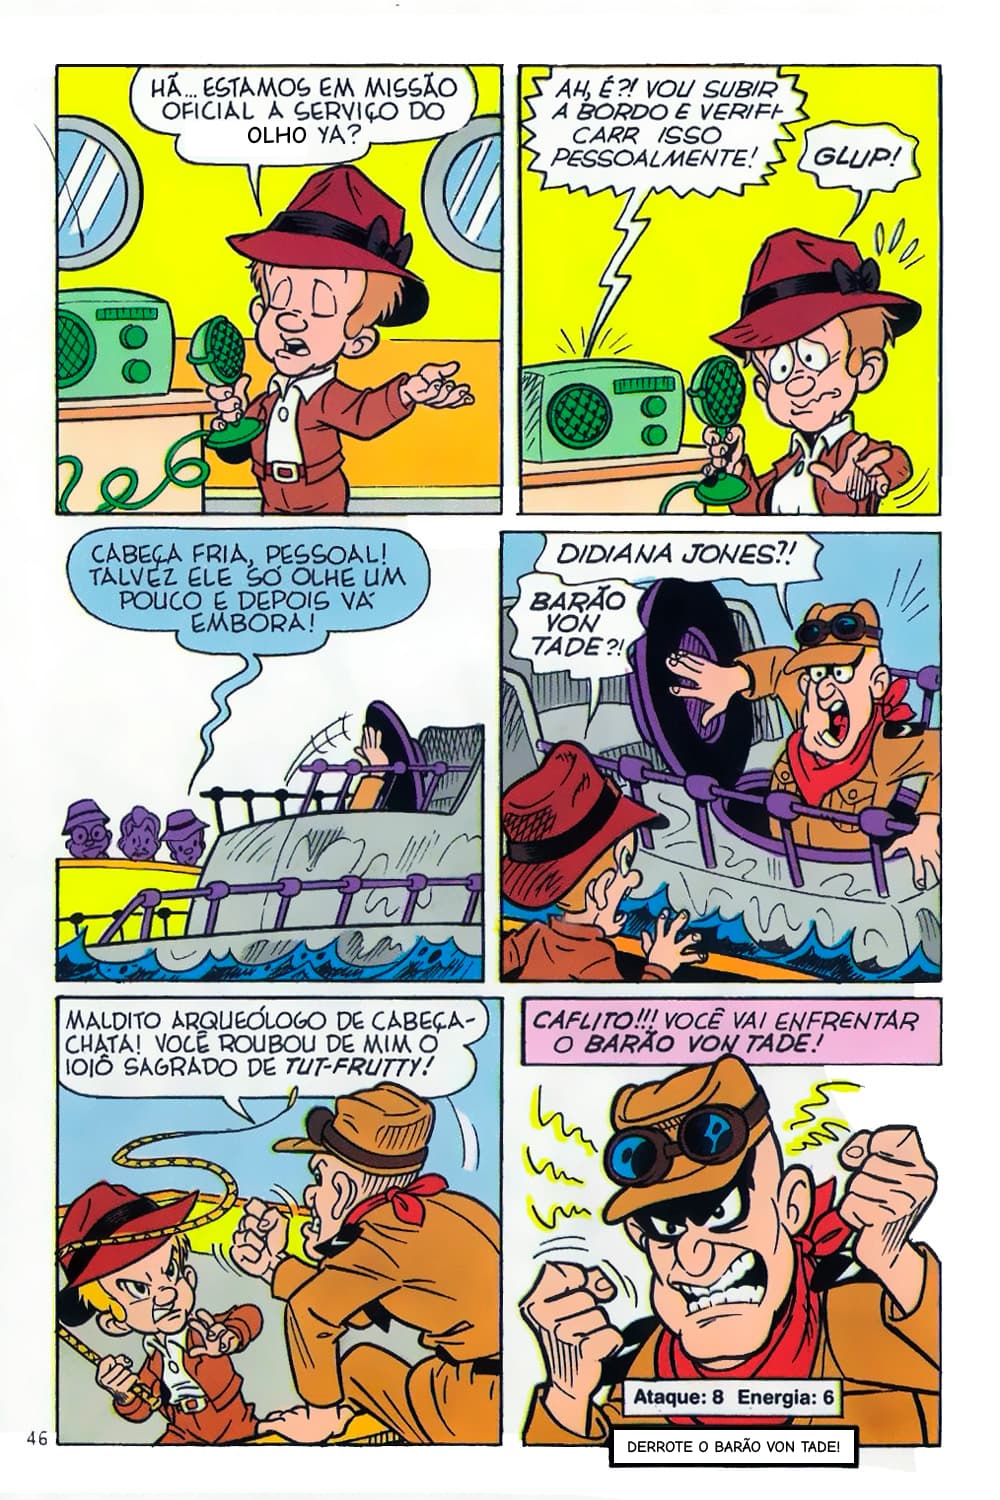 HÃ... ESTAMOS EM MISSÃO
OFICIAL A SERVIÇO DO
OLHO YA?
AH, É?! VOU SUBIR
A BORDO E VERIFI-
CARR ISSO
PESSOALMENTE!
GLUP!
CABEÇA FRIA, PESSOAL!
TALVEZ ELE SÓ OLHE UM
POUCO E DEPOIS VÁ
EMBORA!
DIDIANA JONES?!
BARÃO
VON
TADE?!
MALDITO ARQUEÓLOGO DE CABEÇA-
CHATA! VOCÊ ROUBOU DE MIM O
IOIÔ SAGRADO DE TUT-FRUTTY!
CAFLITO!!! VOCÊ VAI ENFRENTAR
O BARÃO VON TADE!
Ataque: 8 Energia: 6
DERROTE O BARÃO VON TADE!
46